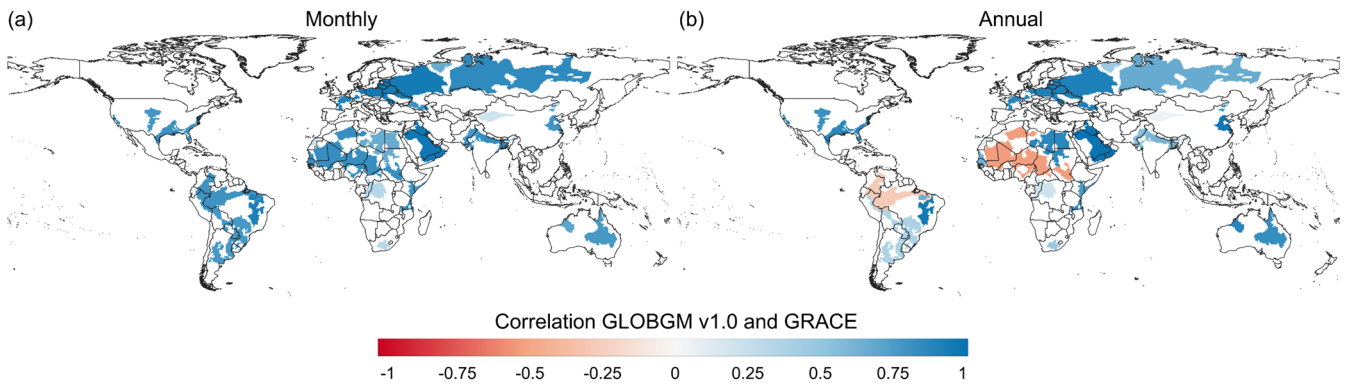 (a)
Monthly
(b)
Annual
Correlation GLOBGM v1.0 and GRACE
-1 -0.75 -0.5 -0.25 0 0.25 0.5 0.75 1